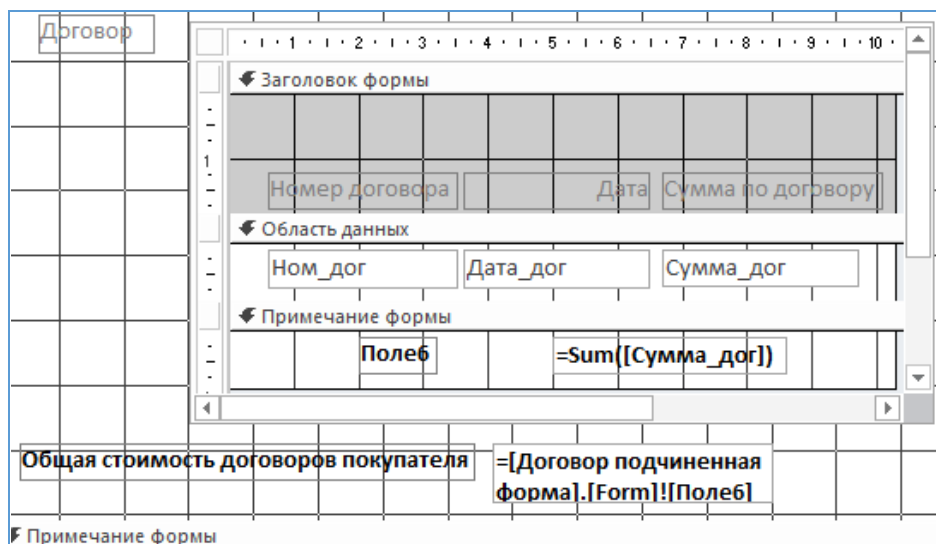 Договор
1 2 3 4 5 6 7 8 9 10
Заголовок формы
1
Номер договора Дата Сумма по договору
Область данных
Ном_дог Дата_дог Сумма_дог
Примечание формы
Поле6 =Sum([Сумма_дог])
Общая стоимость договоров покупателя =[Договор подчиненная
форма].[Form]![Поле6]
Примечание формы